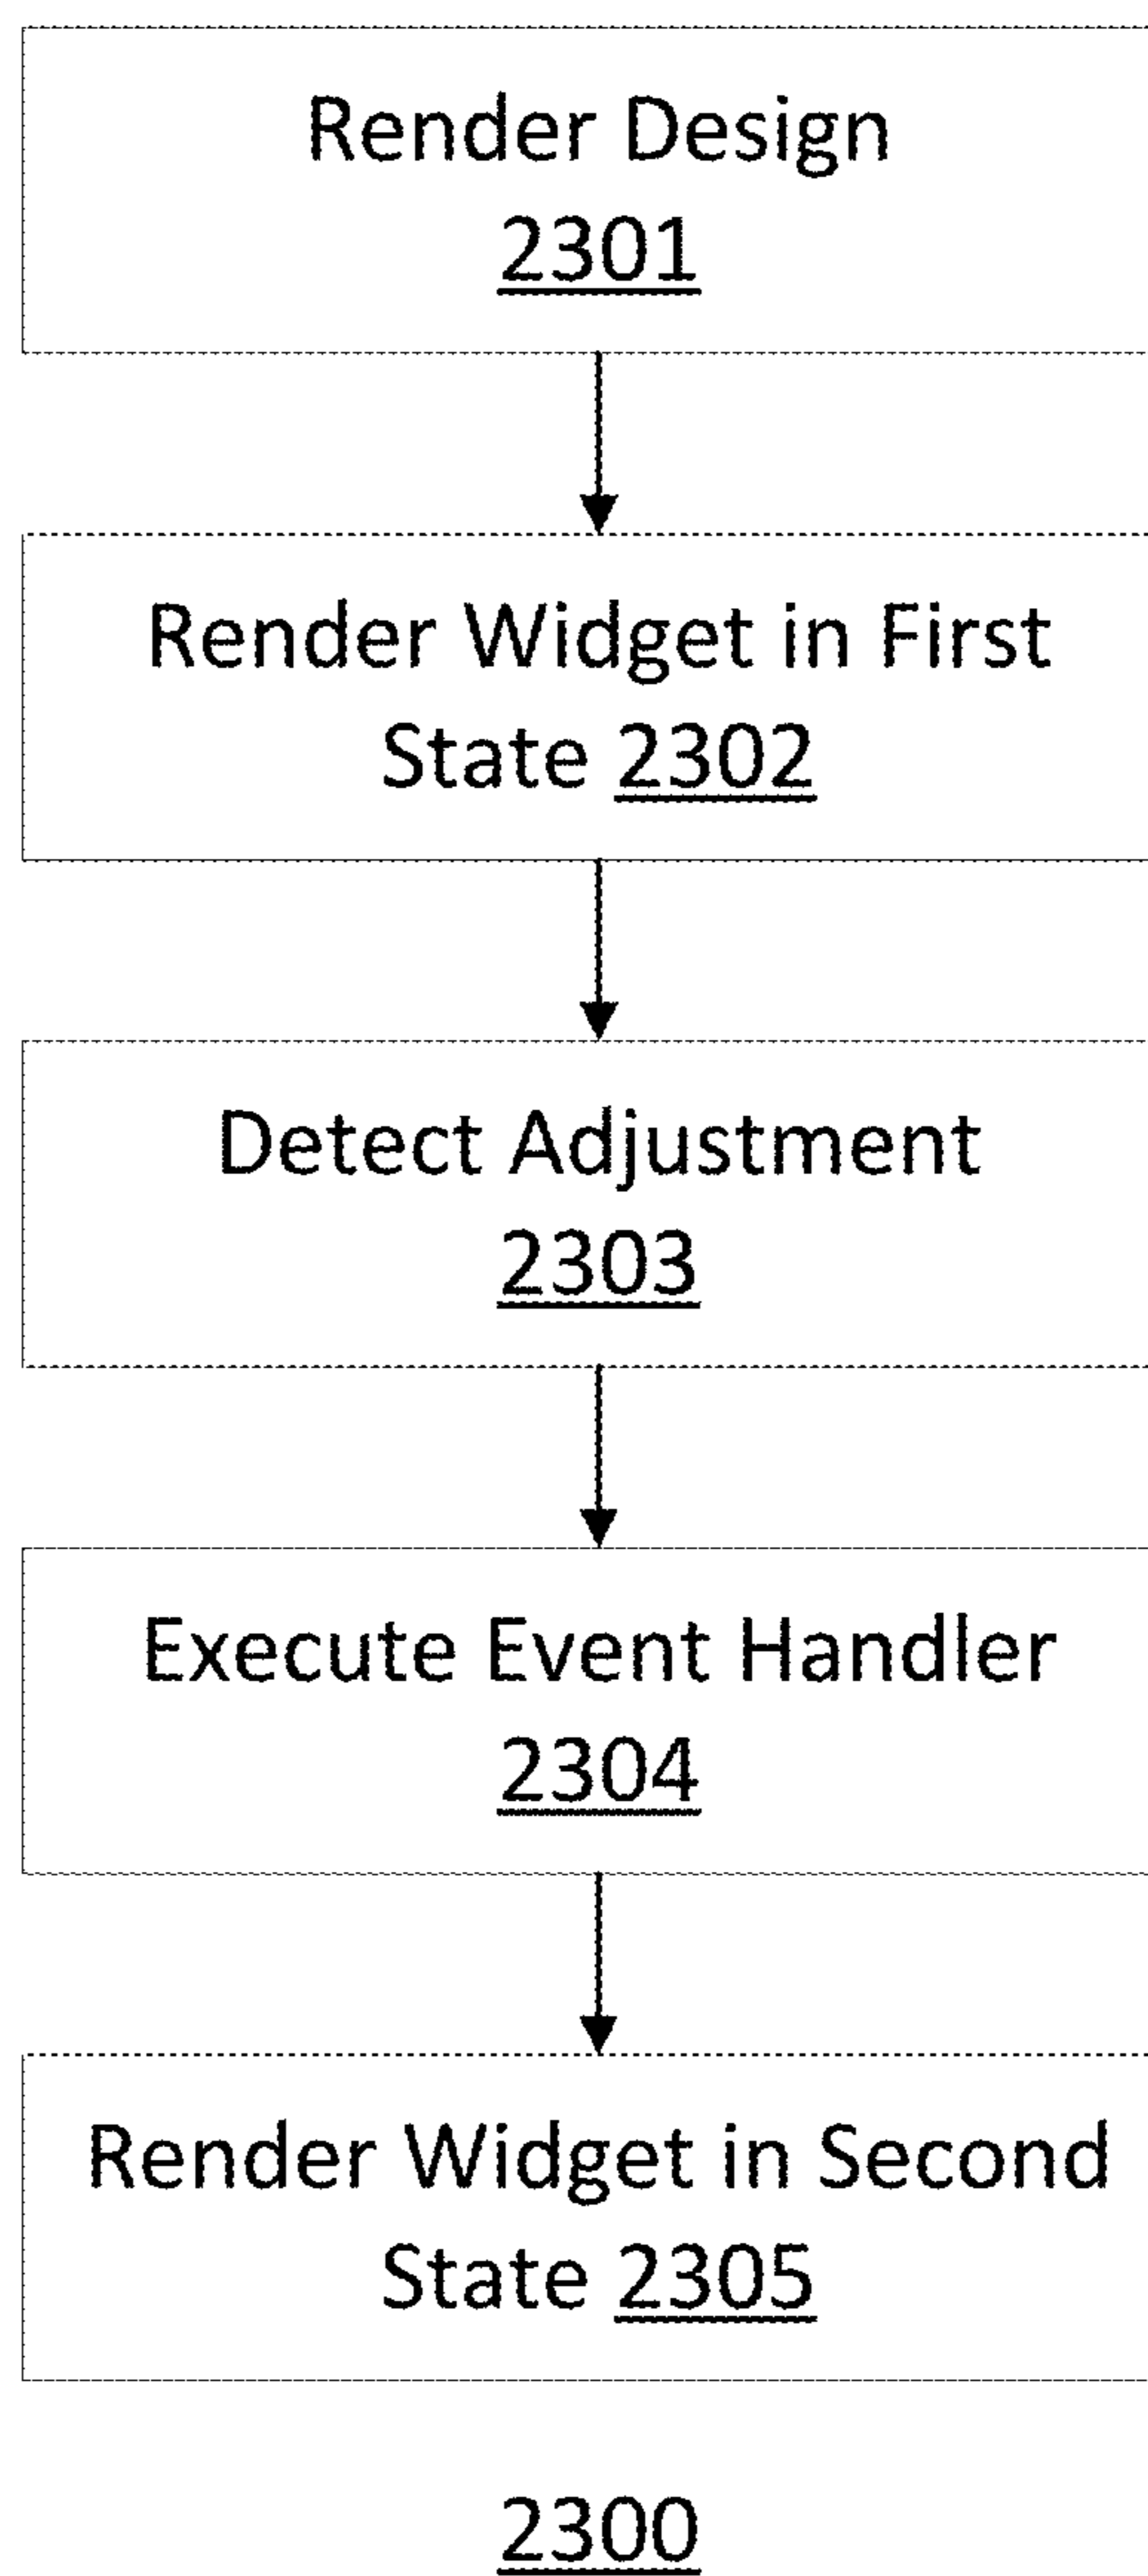 Render Design
2301
Render Widget in First
State 2302
Detect Adjustment
2303
Execute Event Handler
2304
Render Widget in Second
State 2305
2300